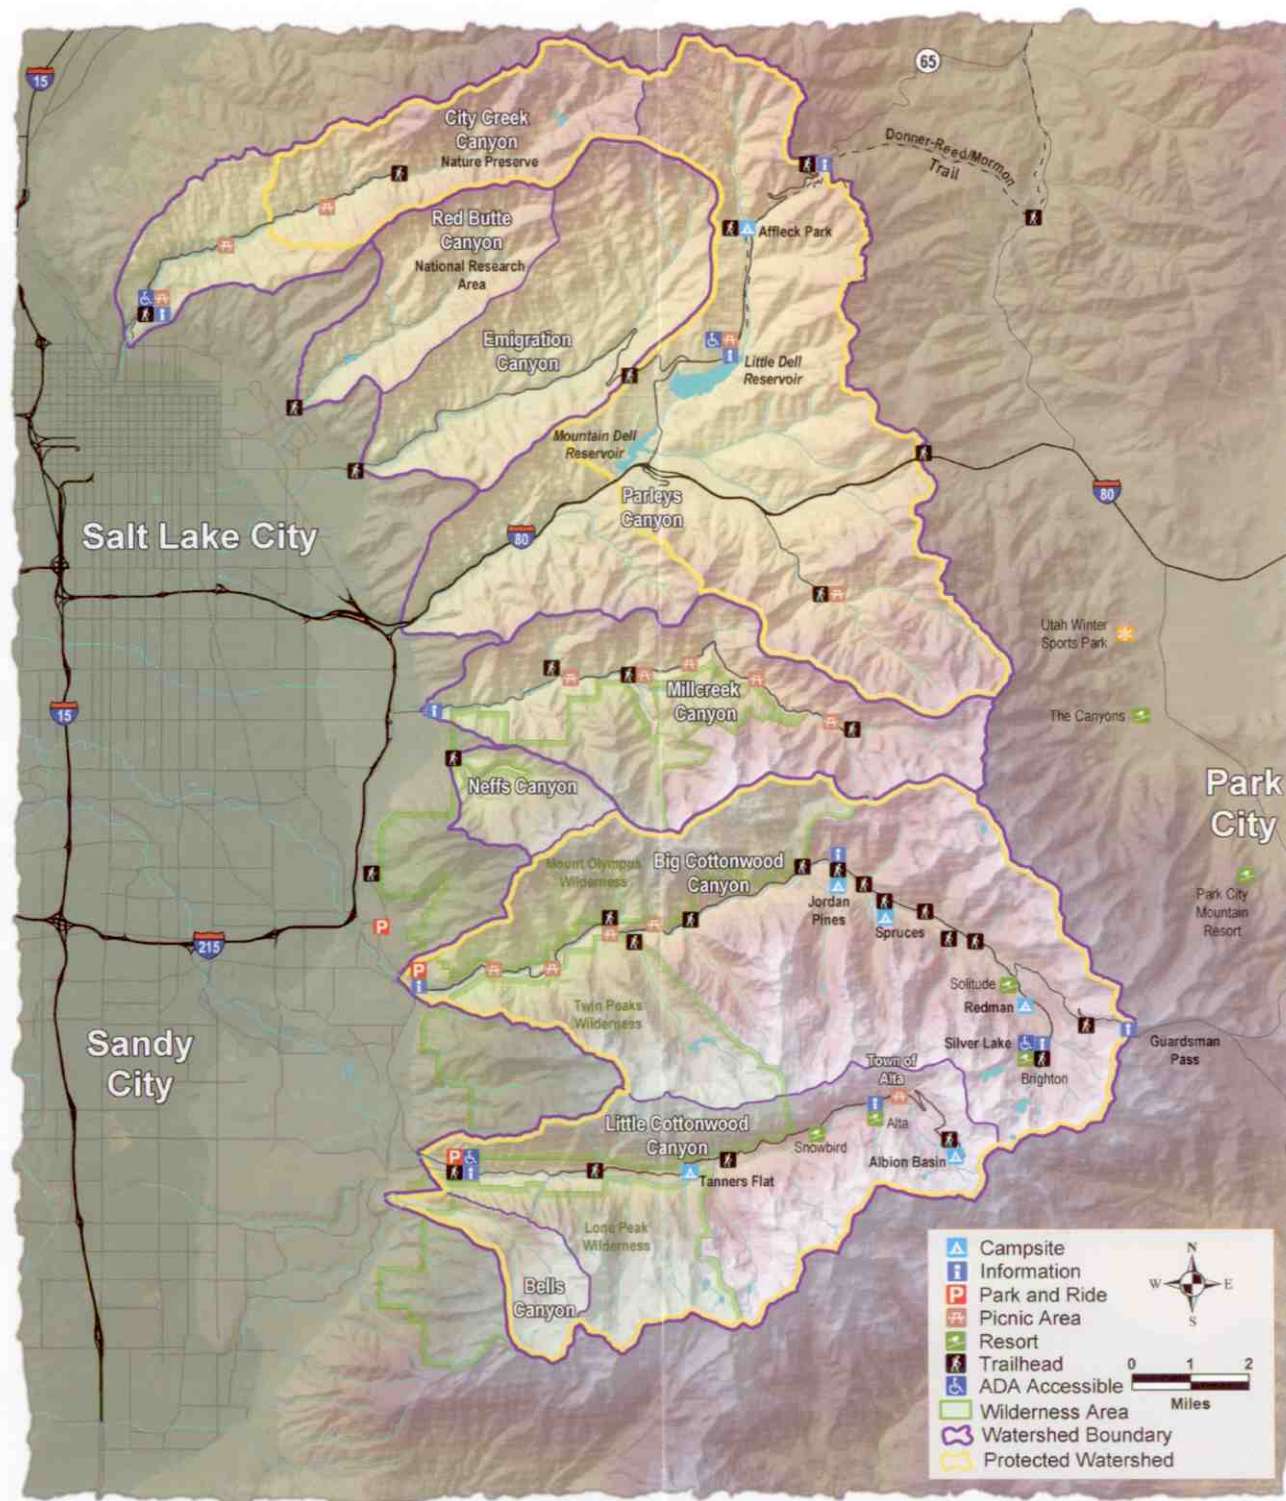 15
65
City Creek
Canyon
Nature Preserve
Donner-Reed/Mormon
Trail
Red Butte
Canyon
National Research
Area
Affleck Park
Emigration
Canyon
Little Dell
Reservoir
Mountain Dell
Reservoir
Parleys
Canyon
80
80
Salt Lake City
Utah Winter
Sports Park
15
Millcreek
Canyon
The Canyons
Neffs Canyon
Park
City
Mount Olympus
Wilderness
Big Cottonwood
Canyon
Jordan
Pines
Spruces
Park City
Mountain
Resort
P
215
P
Solitude
Redman
Twin Peaks
Wilderness
Silver Lake
Brighton
Guardsman
Pass
Sandy
City
Town of
Alta
Little Cottonwood
Canyon
Alta
Snowbird
Albion Basin
P
Tanners Flat
Lone Peak
Wilderness
Bells
Canyon
Campsite
Information
P Park and Ride
Picnic Area
Resort
Trailhead
ADA Accessible
Wilderness Area
Watershed Boundary
Protected Watershed
N
W E
S
0 1 2
Miles